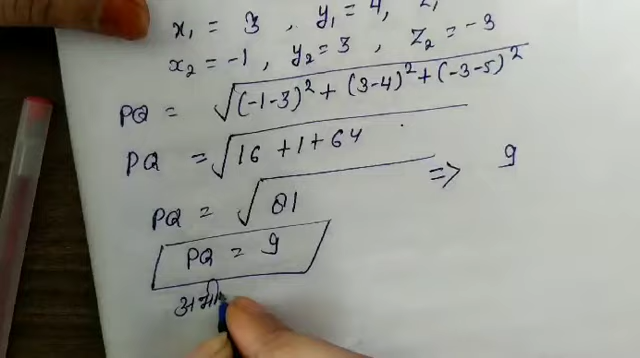 x₁ = 3 , y₁ = 4,
x₂ = -1 , y₂ = 3 , z₂ = -3
PQ = √(-1-3)² + (3-4)² + (-3-5)²
PQ = √16 + 1 + 64
PQ = √81 => 9
PQ = 9